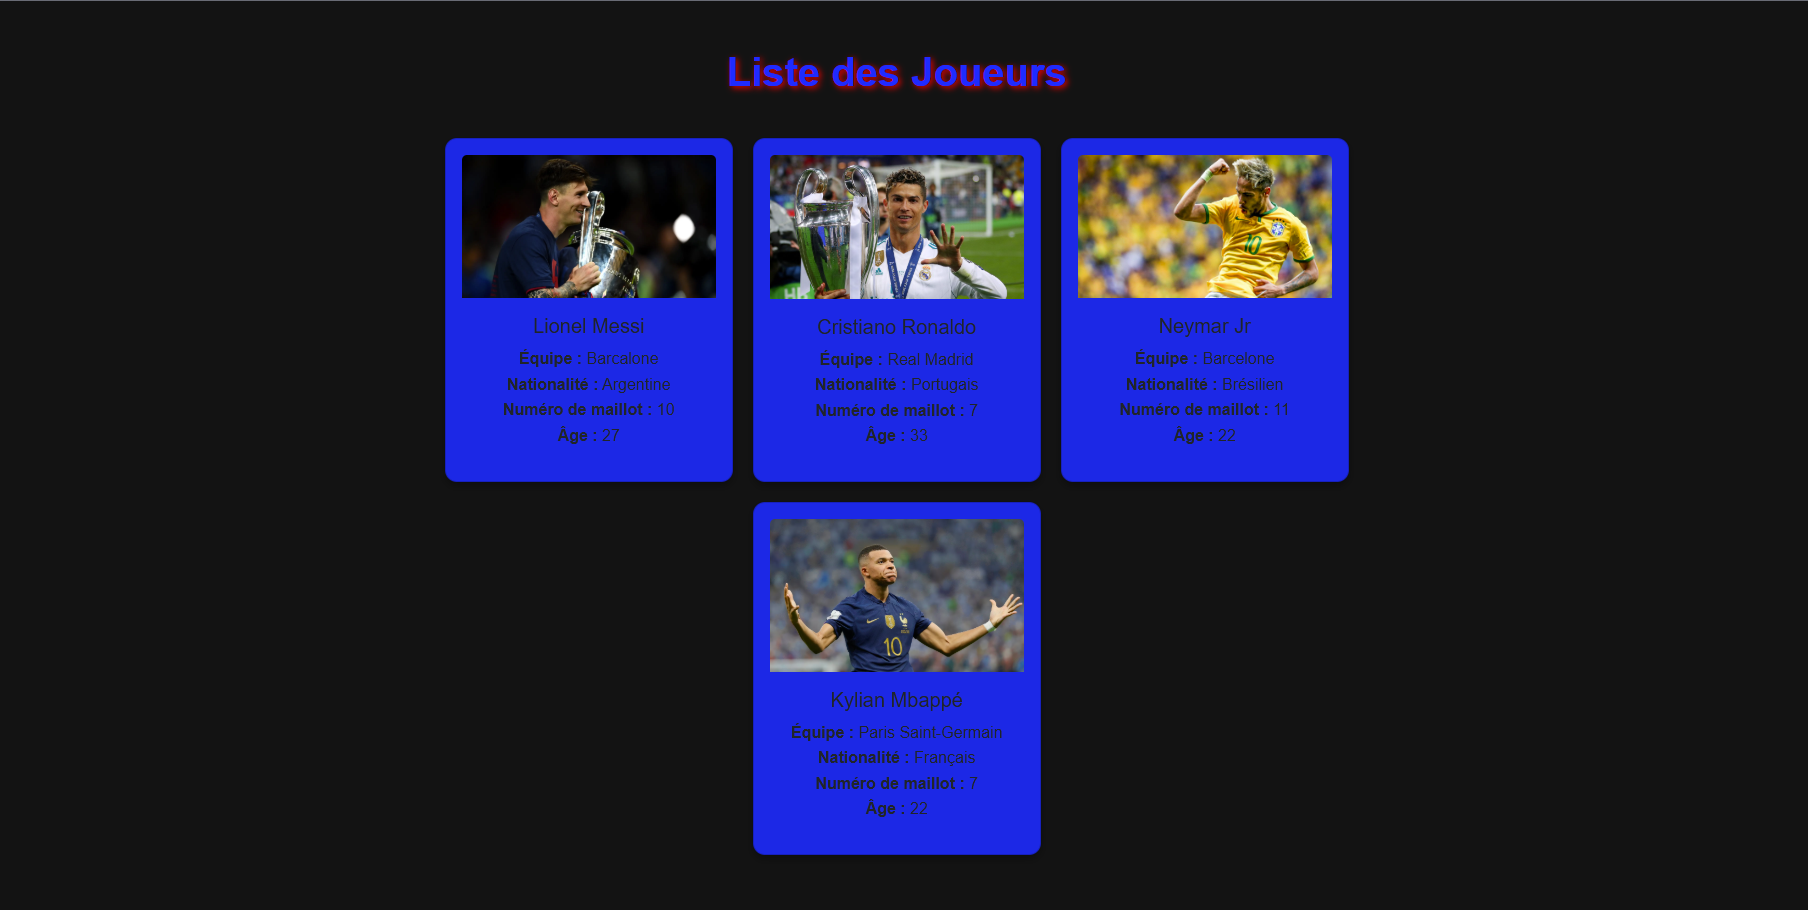 Liste des Joueurs
Lionel Messi
Équipe : Barcalone
Nationalité : Argentine
Numéro de maillot : 10
Âge : 27
Cristiano Ronaldo
Équipe : Real Madrid
Nationalité : Portugais
Numéro de maillot : 7
Âge : 33
10
Neymar Jr
Équipe : Barcelone
Nationalité : Brésilien
Numéro de maillot : 11
Âge : 22
10
Kylian Mbappé
Équipe : Paris Saint-Germain
Nationalité : Français
Numéro de maillot : 7
Âge : 22